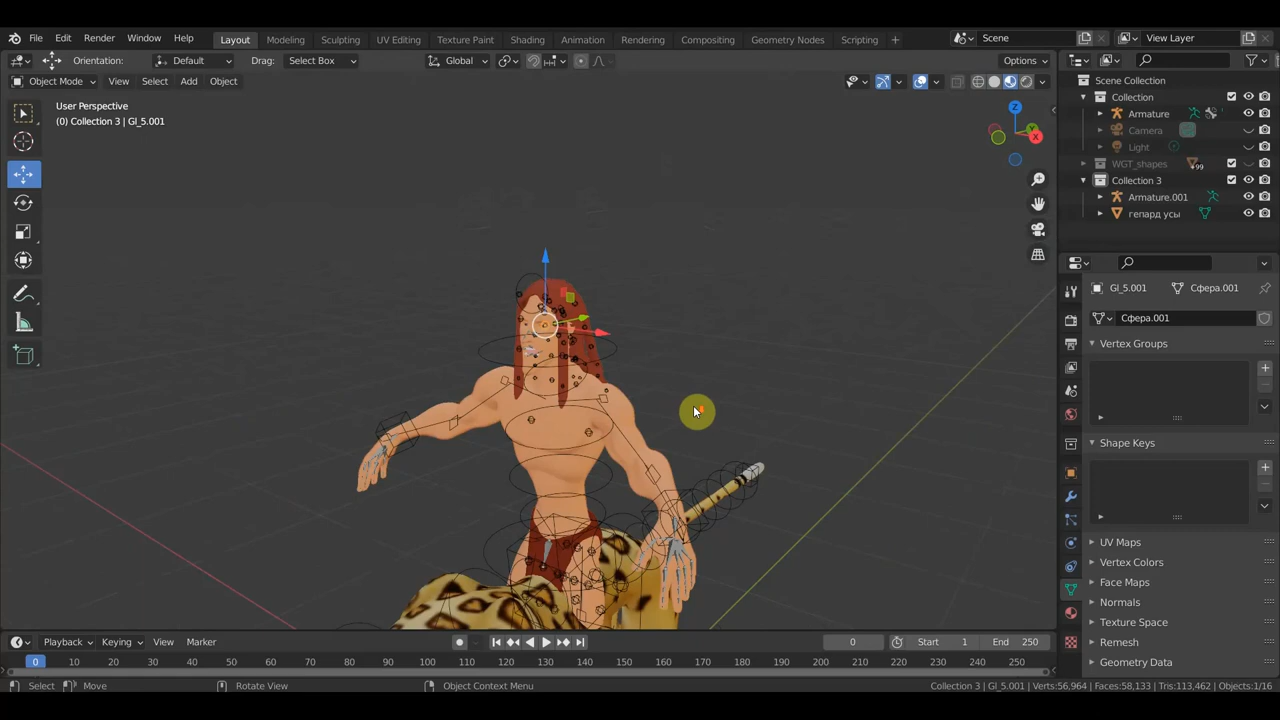 File Edit Render Window Help Layout Modeling Sculpting UV Editing Texture Paint Shading Animation Rendering Compositing Geometry Nodes Scripting + Scene View Layer
Orientation: Default Drag: Select Box Global Options
Object Mode View Select Add Object
User Perspective
(0) Collection 3 | Gl_5.001
Z
Y
X
Scene Collection
Collection
Armature
Camera
Light
WGT_shapes +99
Collection 3
Armature.001
гепард усы
Gl_5.001 Сфера.001
Сфера.001
Vertex Groups
Shape Keys
UV Maps
Vertex Colors
Face Maps
Normals
Texture Space
Remesh
Geometry Data
Playback Keying View Marker 0 Start 1 End 250
0 10 20 30 40 50 60 70 80 90 100 110 120 130 140 150 160 170 180 190 200 210 220 230 240 250
Select Move Rotate View Object Context Menu Collection 3 | Gl_5.001 | Verts:56,964 | Faces:58,133 | Tris:113,462 | Objects:1/16